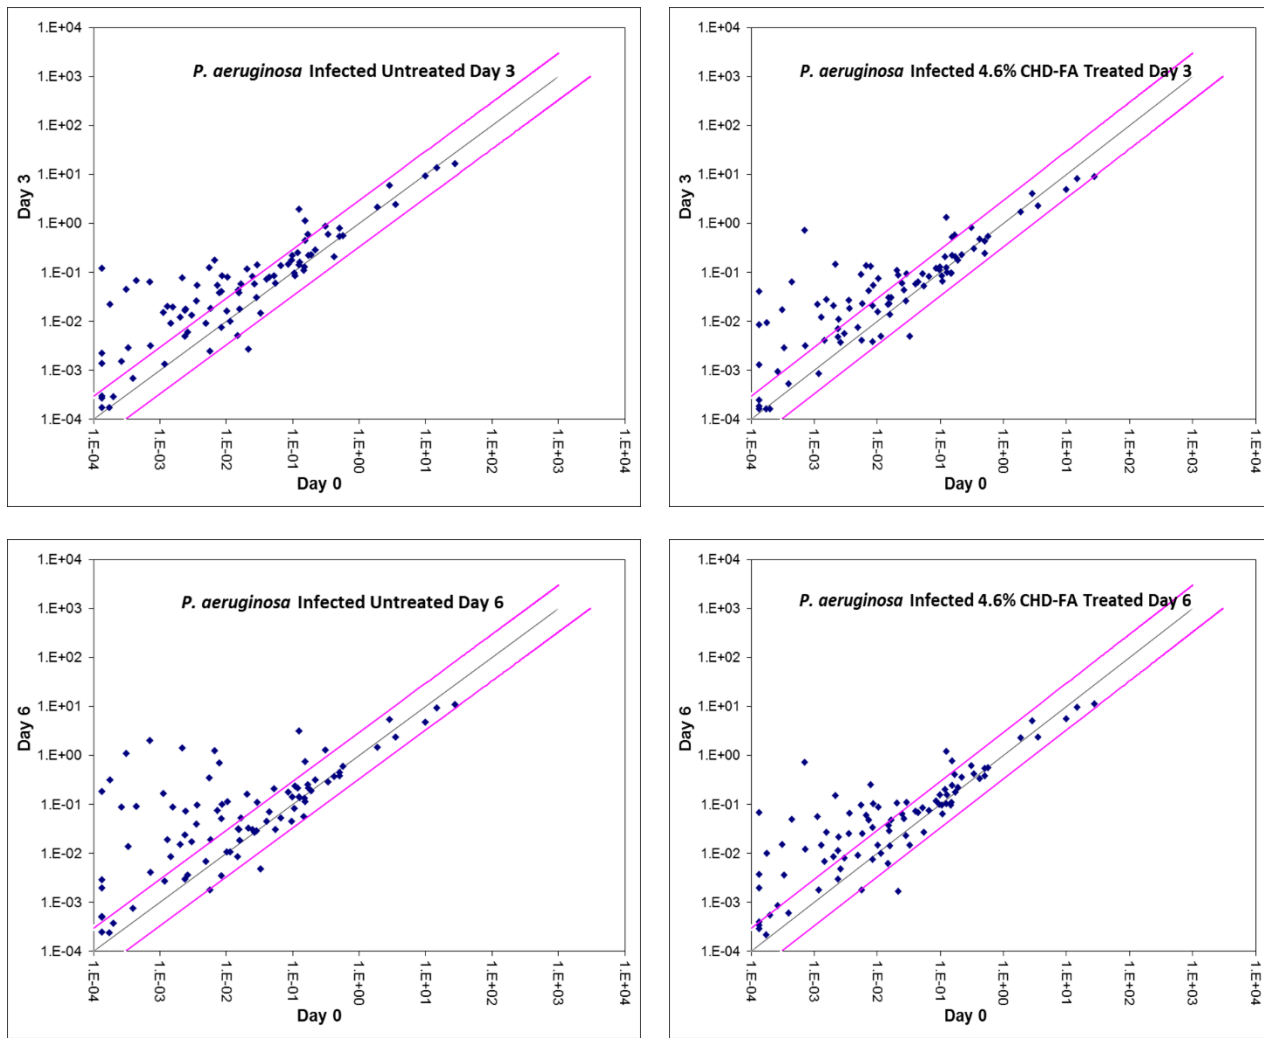 P. aeruginosa Infected Untreated Day 3
1.E+04
1.E+03
1.E+02
1.E+01
1.E+00
1.E-01
1.E-02
1.E-03
1.E-04
Day 3
1.E-04
1.E-03
1.E-02
1.E-01
1.E+00
1.E+01
1.E+02
1.E+03
1.E+04
Day 0
P. aeruginosa Infected 4.6% CHD-FA Treated Day 3
1.E+04
1.E+03
1.E+02
1.E+01
1.E+00
1.E-01
1.E-02
1.E-03
1.E-04
Day 3
1.E-04
1.E-03
1.E-02
1.E-01
1.E+00
1.E+01
1.E+02
1.E+03
1.E+04
Day 0
P. aeruginosa Infected Untreated Day 6
1.E+04
1.E+03
1.E+02
1.E+01
1.E+00
1.E-01
1.E-02
1.E-03
1.E-04
Day 6
1.E-04
1.E-03
1.E-02
1.E-01
1.E+00
1.E+01
1.E+02
1.E+03
1.E+04
Day 0
P. aeruginosa Infected 4.6% CHD-FA Treated Day 6
1.E+04
1.E+03
1.E+02
1.E+01
1.E+00
1.E-01
1.E-02
1.E-03
1.E-04
Day 6
1.E-04
1.E-03
1.E-02
1.E-01
1.E+00
1.E+01
1.E+02
1.E+03
1.E+04
Day 0